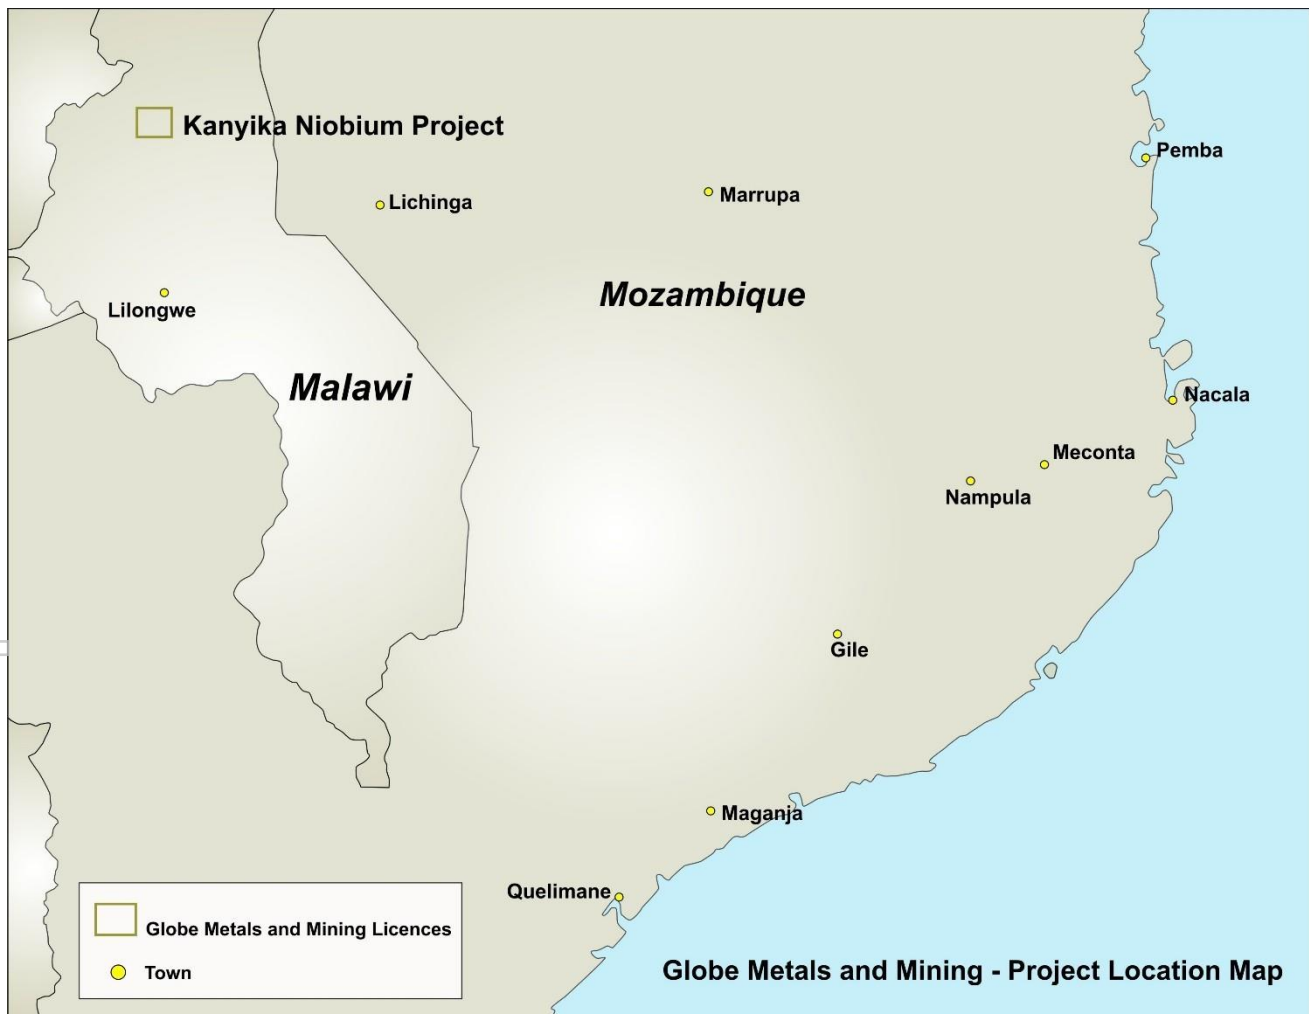 Kanyika Niobium Project
Pemba
Marrupa
Lichinga
Mozambique
Lilongwe
Malawi
Nacala
Meconta
Nampula
Gile
Maganja
Quelimane
Globe Metals and Mining Licences
Town
Globe Metals and Mining - Project Location Map